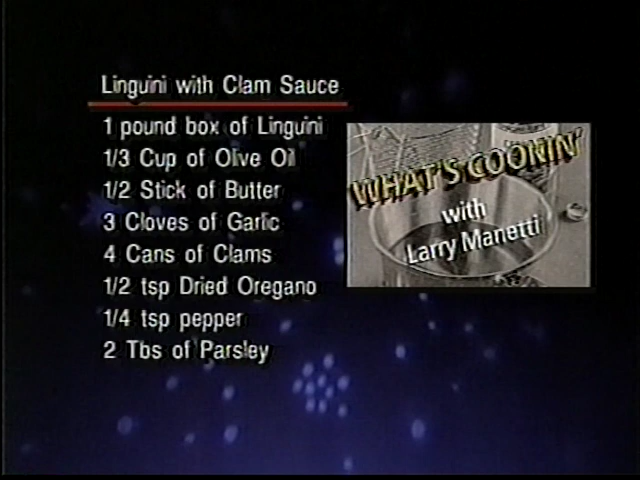 Linguini with Clam Sauce
1 pound box of Linguini
1/3 Cup of Olive Oil
1/2 Stick of Butter
3 Cloves of Garlic
4 Cans of Clams
1/2 tsp Dried Oregano
1/4 tsp pepper
2 Tbs of Parsley
WHAT'S COOKIN'
with
Larry Manetti